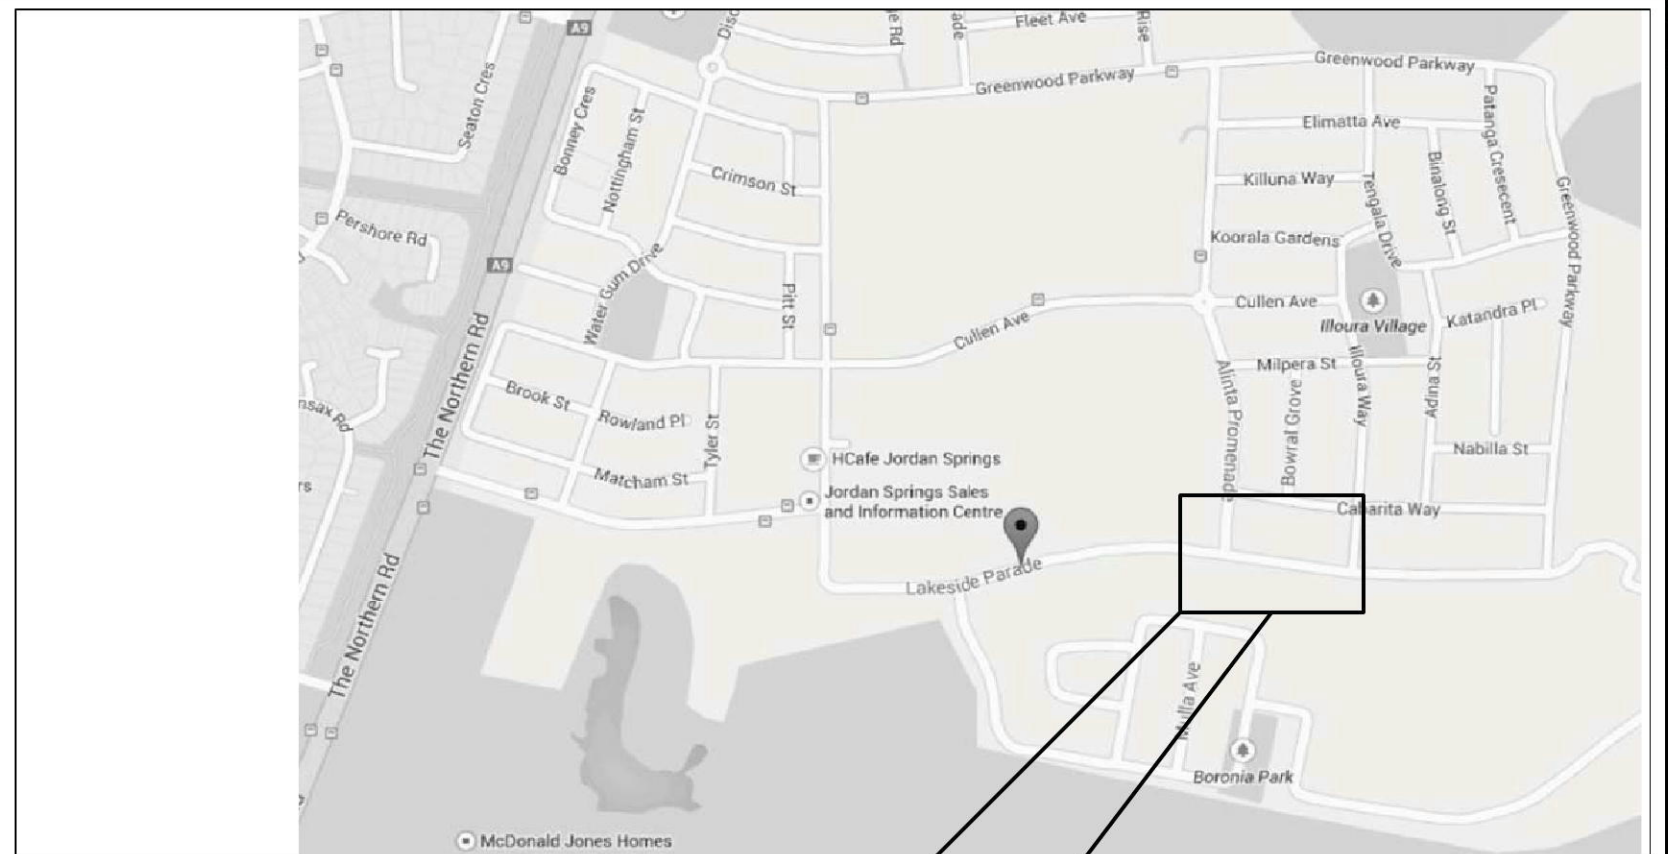 Fleet Ave
Rise
A9
Greenwood Parkway
Greenwood Parkway
Seaton Cres
Bonney Cres
Nottingham St
Patanga Cresecent
Elimatta Ave
Crimson St
Killuna Way
Tengala Drive
Binalong St
Greenwood Parkway
Pershore Rd
Koorala Gardens
A9
Water Gum Drive
Pitt St
Cullen Ave
Cullen Ave
Illoura Village
Katandra Pl
The Northern Rd
Milpera St
Illoura Way
Alinta Promenade
Adina St
Bowral Grove
Brook St
Rowland Pl
Tyler St
nsax Rd
Nabilla St
HCafe Jordan Springs
Matcham St
rs
Jordan Springs Sales
and Information Centre
Cabarita Way
Lakeside Parade
The Northern Rd
Mulla Ave
Boronia Park
McDonald Jones Homes